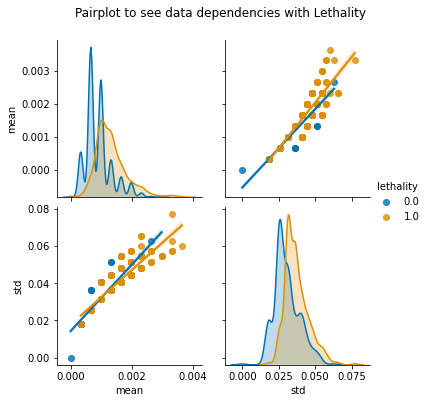 Pairplot to see data dependencies with Lethality
0.003
0.002
0.001
0.000
mean
lethality
0.0
1.0
0.08
0.06
0.04
0.02
0.00
std
0.000 0.002 0.004
mean
0.000 0.025 0.050 0.075
std